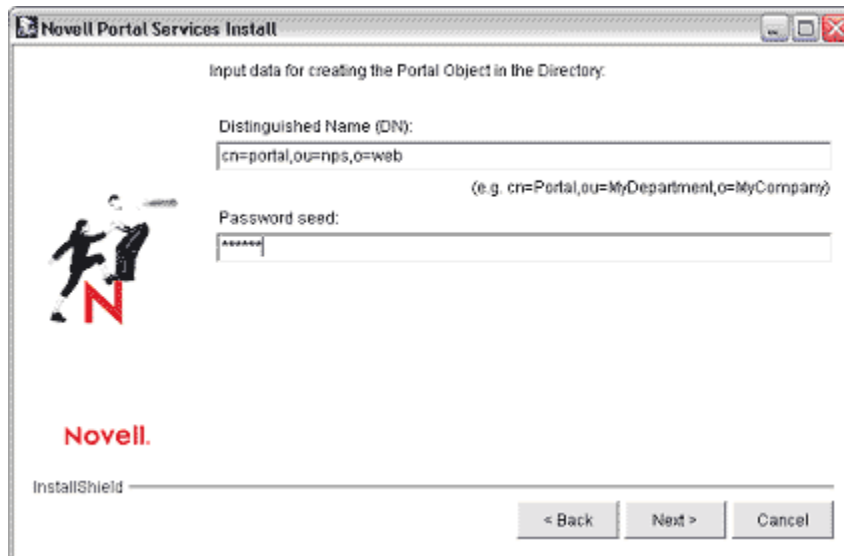 Novell Portal Services Install
Input data for creating the Portal Object in the Directory:
Distinguished Name (DN):
cn=portal,ou=nps,o=web
(e.g. cn=Portal,ou=MyDepartment,o=MyCompany)
Password seed:
******
N
Novell.
InstallShield
< Back
Next >
Cancel